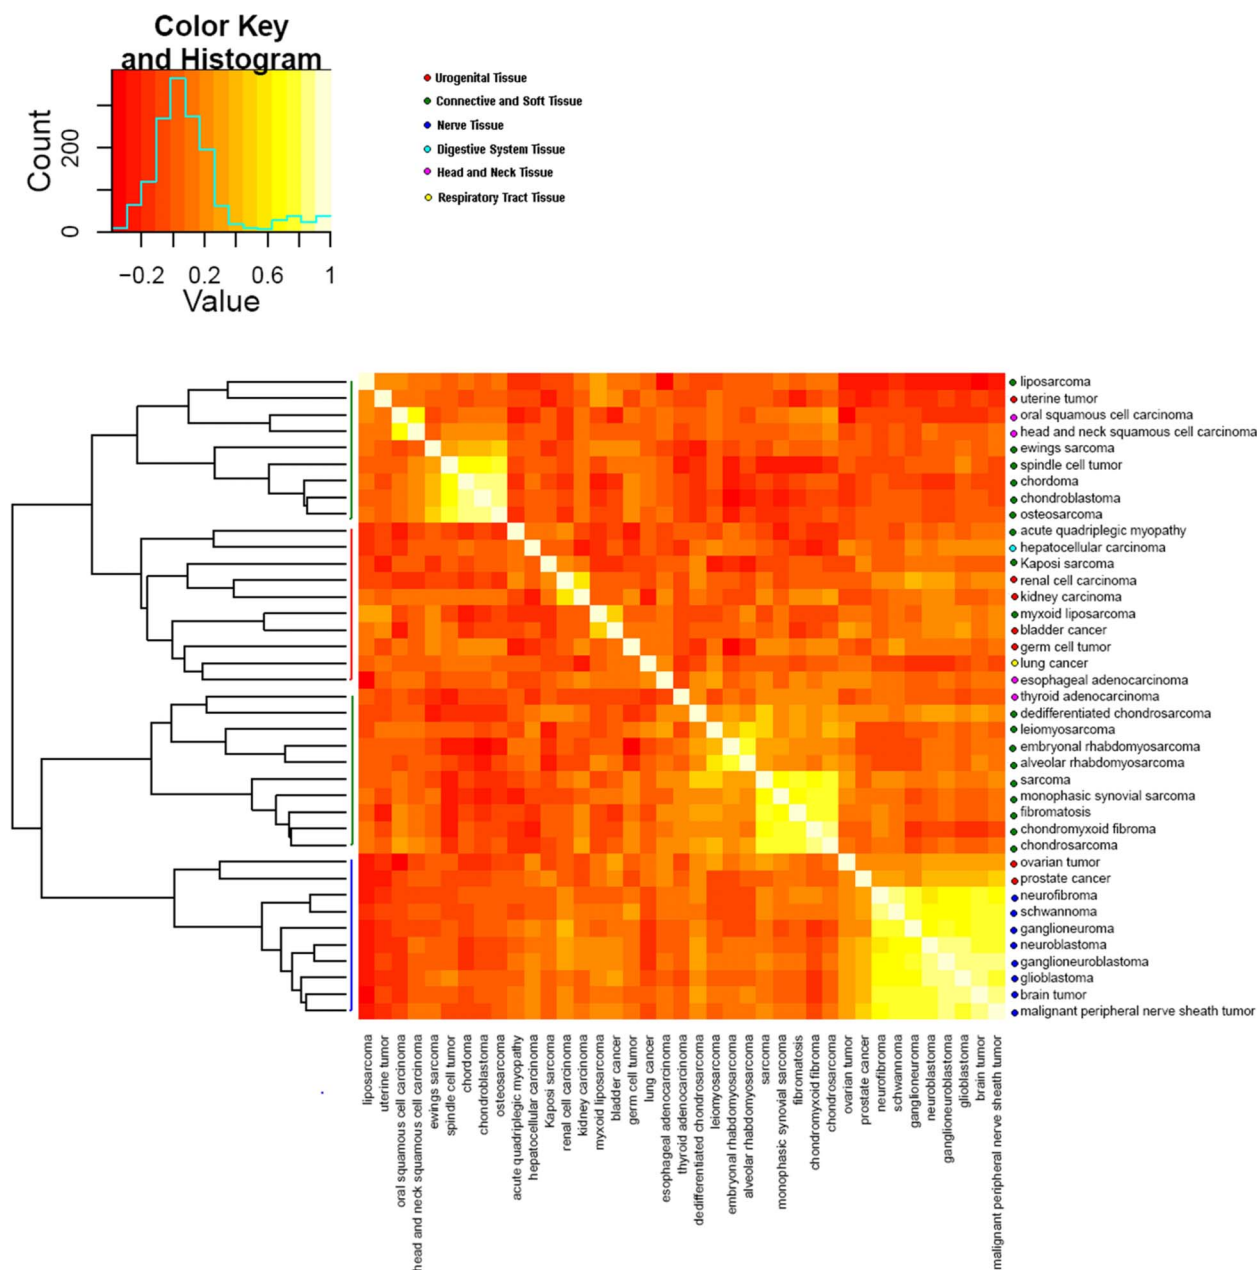 Color Key
and Histogram
Count
200
0
−0.2
0.2
0.6
1
Value
Urogenital Tissue
Connective and Soft Tissue
Nerve Tissue
Digestive System Tissue
Head and Neck Tissue
Respiratory Tract Tissue
liposarcoma
uterine tumor
oral squamous cell carcinoma
head and neck squamous cell carcinoma
ewings sarcoma
spindle cell tumor
chordoma
chondroblastoma
osteosarcoma
acute quadriplegic myopathy
hepatocellular carcinoma
Kaposi sarcoma
renal cell carcinoma
kidney carcinoma
myxoid liposarcoma
bladder cancer
germ cell tumor
lung cancer
esophageal adenocarcinoma
thyroid adenocarcinoma
dedifferentiated chondrosarcoma
leiomyosarcoma
embryonal rhabdomyosarcoma
alveolar rhabdomyosarcoma
sarcoma
monophasic synovial sarcoma
fibromatosis
chondromyxoid fibroma
chondrosarcoma
ovarian tumor
prostate cancer
neurofibroma
schwannoma
ganglioneuroma
neuroblastoma
ganglioneuroblastoma
glioblastoma
brain tumor
malignant peripheral nerve sheath tumor
liposarcoma
uterine tumor
oral squamous cell carcinoma
head and neck squamous cell carcinoma
ewings sarcoma
spindle cell tumor
chordoma
chondroblastoma
osteosarcoma
acute quadriplegic myopathy
hepatocellular carcinoma
Kaposi sarcoma
renal cell carcinoma
kidney carcinoma
myxoid liposarcoma
bladder cancer
germ cell tumor
lung cancer
esophageal adenocarcinoma
thyroid adenocarcinoma
dedifferentiated chondrosarcoma
leiomyosarcoma
embryonal rhabdomyosarcoma
alveolar rhabdomyosarcoma
sarcoma
monophasic synovial sarcoma
fibromatosis
chondromyxoid fibroma
chondrosarcoma
ovarian tumor
prostate cancer
neurofibroma
schwannoma
ganglioneuroma
neuroblastoma
ganglioneuroblastoma
glioblastoma
brain tumor
malignant peripheral nerve sheath tumor